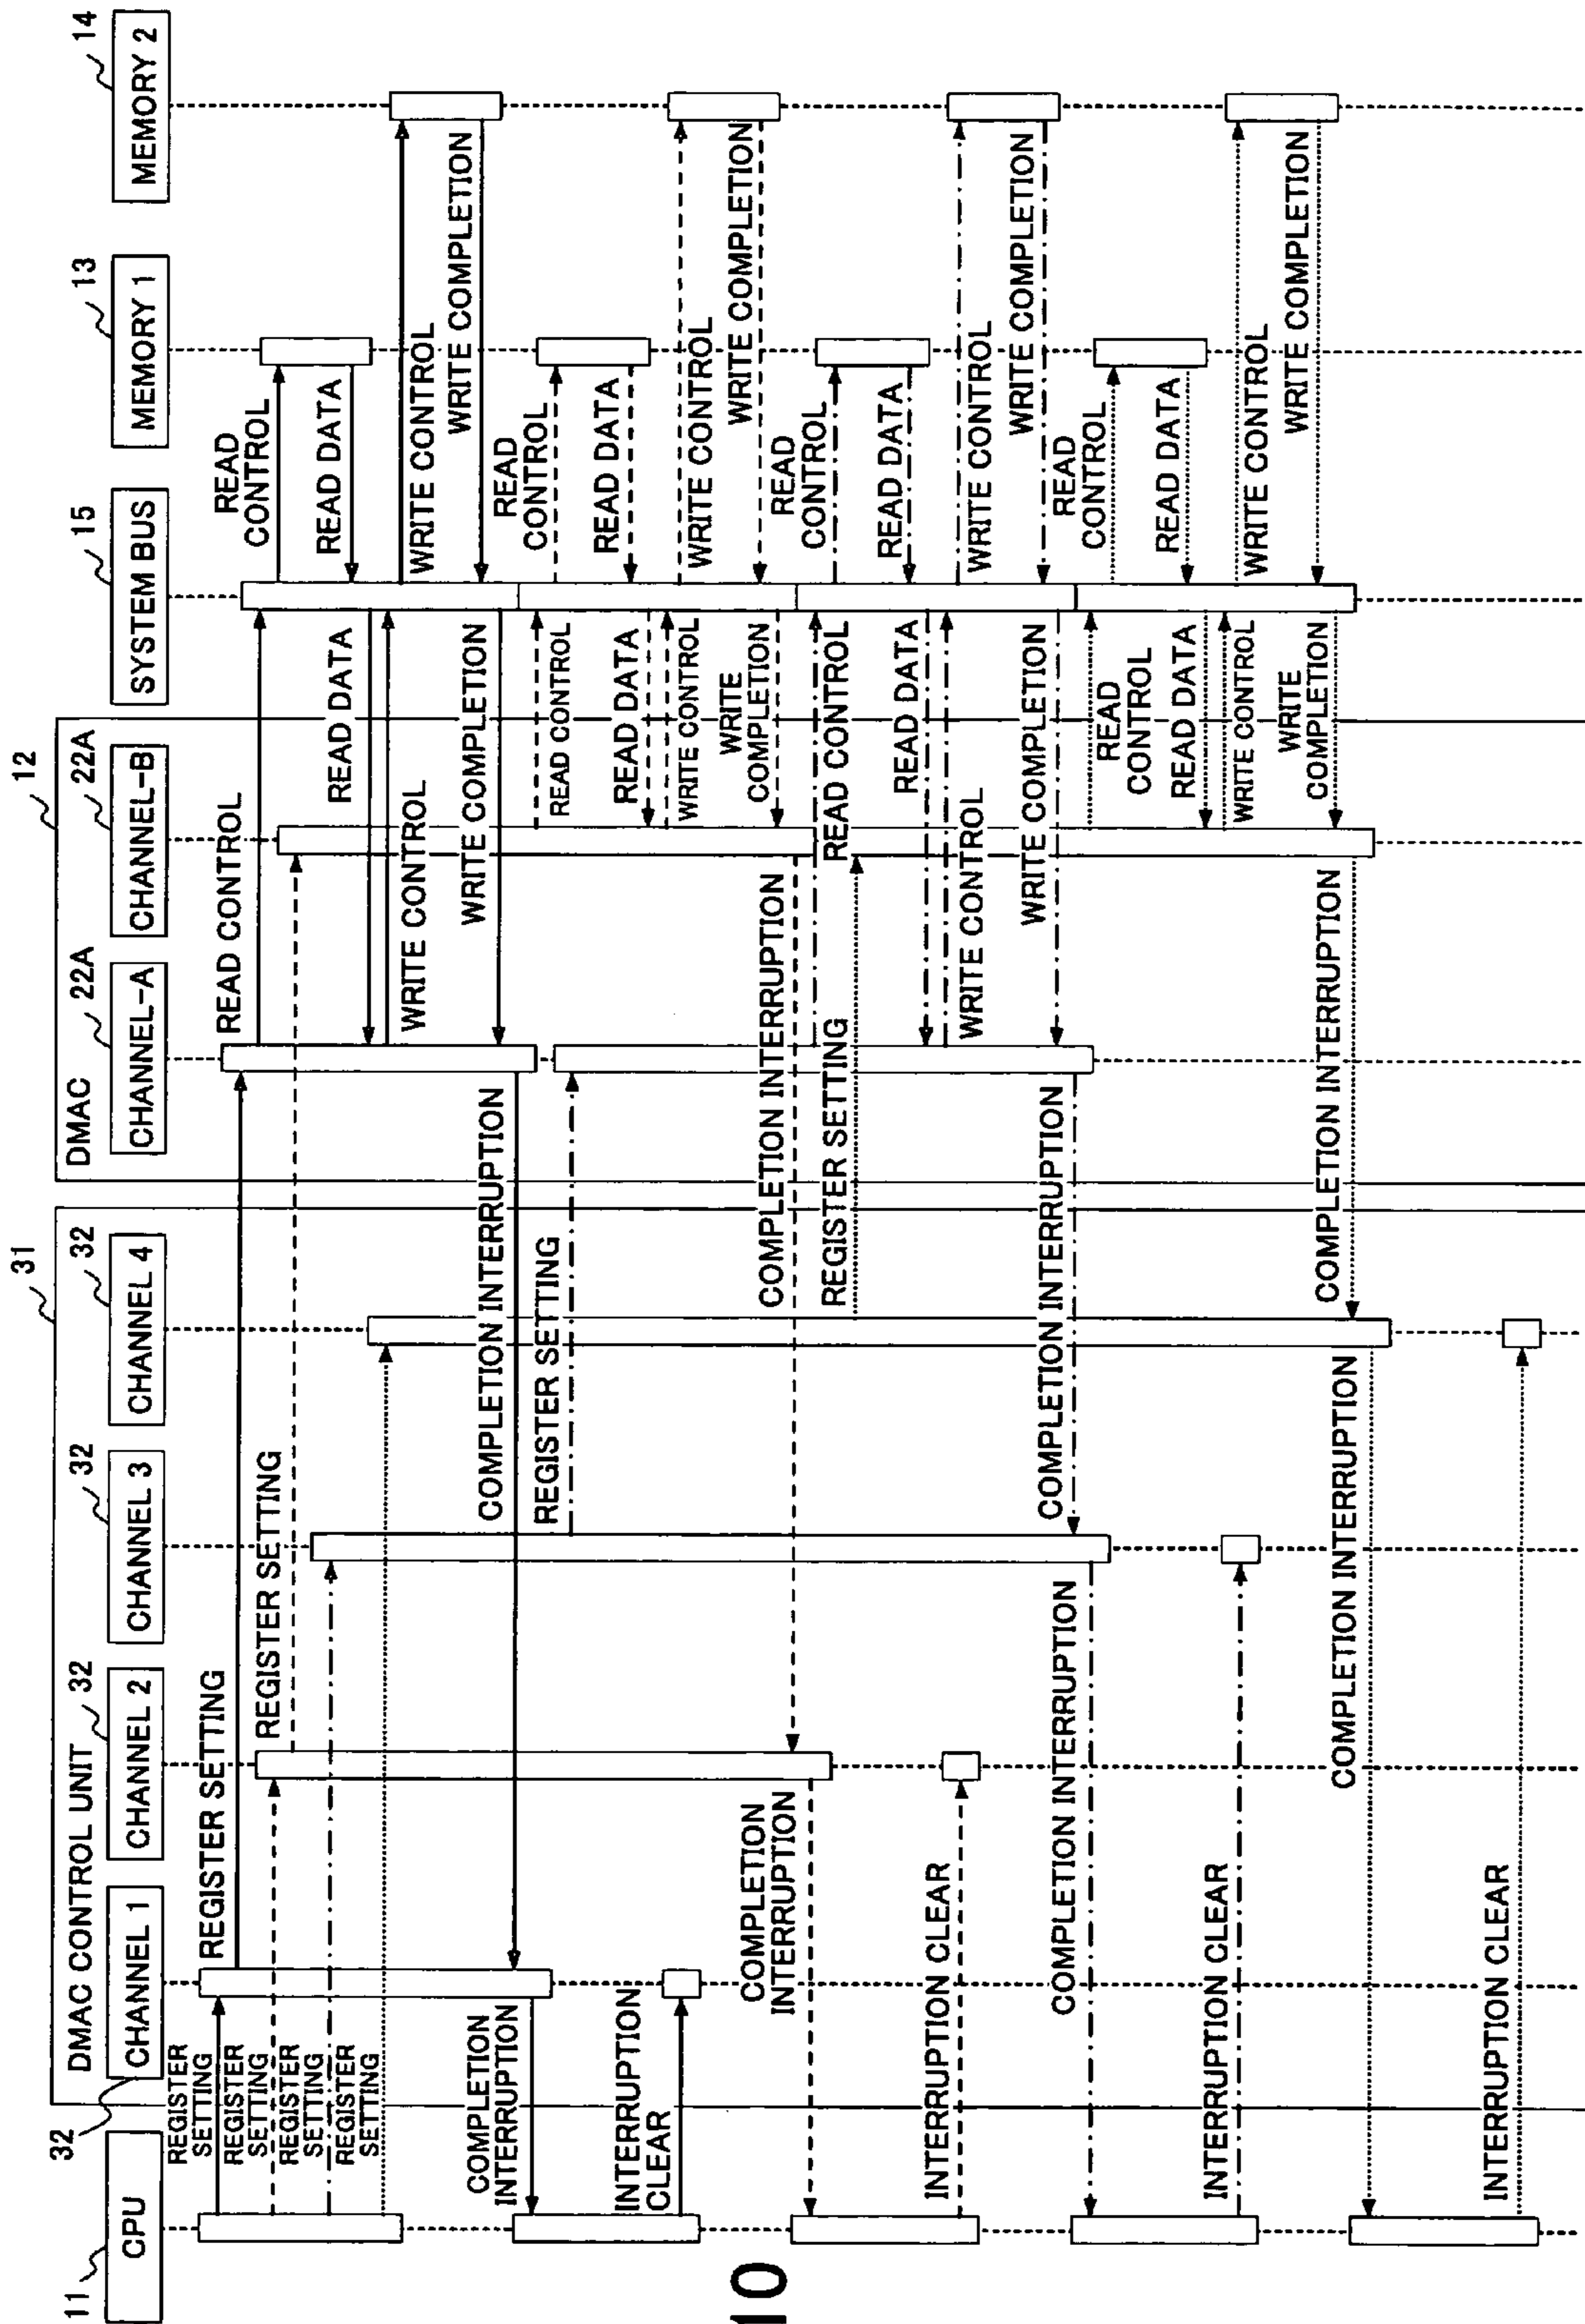 31
12
11
32
32
32
32
22A
22A
15
13
14
DMAC CONTROL UNIT
DMAC
CPU
CHANNEL 1
CHANNEL 2
CHANNEL 3
CHANNEL 4
CHANNEL-A
CHANNEL-B
SYSTEM BUS
MEMORY 1
MEMORY 2
REGISTER
SETTING
REGISTER
SETTING
REGISTER
SETTING
REGISTER
SETTING
COMPLETION
INTERRUPTION
INTERRUPTION
CLEAR
COMPLETION
INTERRUPTION
INTERRUPTION CLEAR
COMPLETION INTERRUPTION
INTERRUPTION CLEAR
COMPLETION INTERRUPTION
INTERRUPTION CLEAR
REGISTER SETTING
REGISTER SETTING
COMPLETION INTERRUPTION
REGISTER SETTING
COMPLETION INTERRUPTION
REGISTER SETTING
COMPLETION INTERRUPTION
COMPLETION INTERRUPTION
READ CONTROL
READ DATA
WRITE CONTROL
WRITE COMPLETION
READ CONTROL
READ DATA
WRITE CONTROL
WRITE
COMPLETION
READ CONTROL
READ DATA
WRITE CONTROL
WRITE COMPLETION
READ
CONTROL
READ DATA
WRITE CONTROL
WRITE
COMPLETION
READ
CONTROL
READ DATA
WRITE CONTROL
WRITE COMPLETION
READ
CONTROL
READ DATA
WRITE CONTROL
WRITE COMPLETION
READ
CONTROL
READ DATA
WRITE CONTROL
WRITE COMPLETION
READ
CONTROL
READ DATA
WRITE CONTROL
WRITE COMPLETION
10